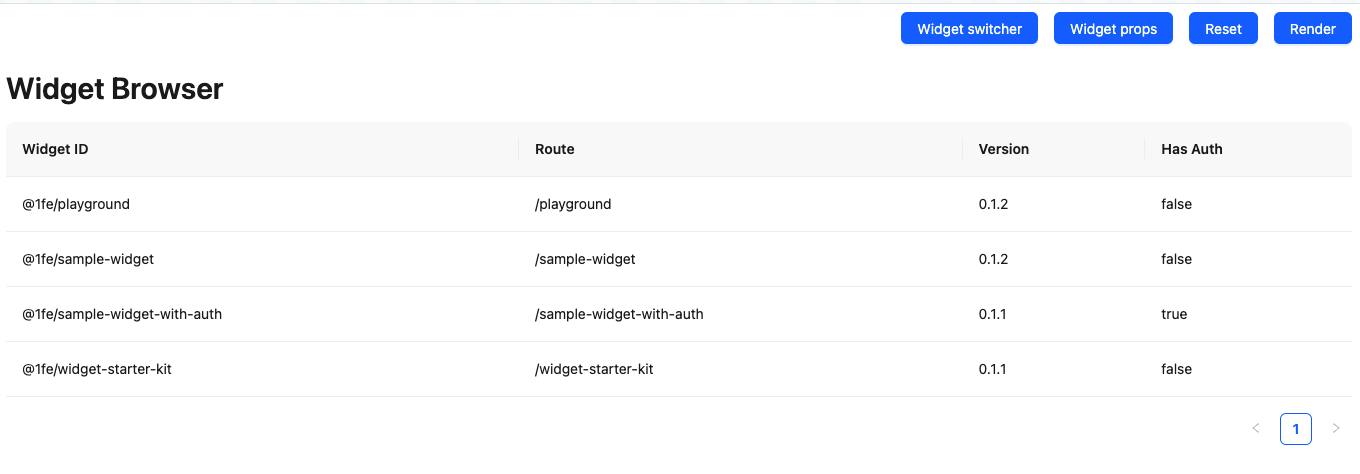 Widget switcher Widget props Reset Render
Widget Browser
Widget ID Route Version Has Auth
@1fe/playground /playground 0.1.2 false
@1fe/sample-widget /sample-widget 0.1.2 false
@1fe/sample-widget-with-auth /sample-widget-with-auth 0.1.1 true
@1fe/widget-starter-kit /widget-starter-kit 0.1.1 false
1